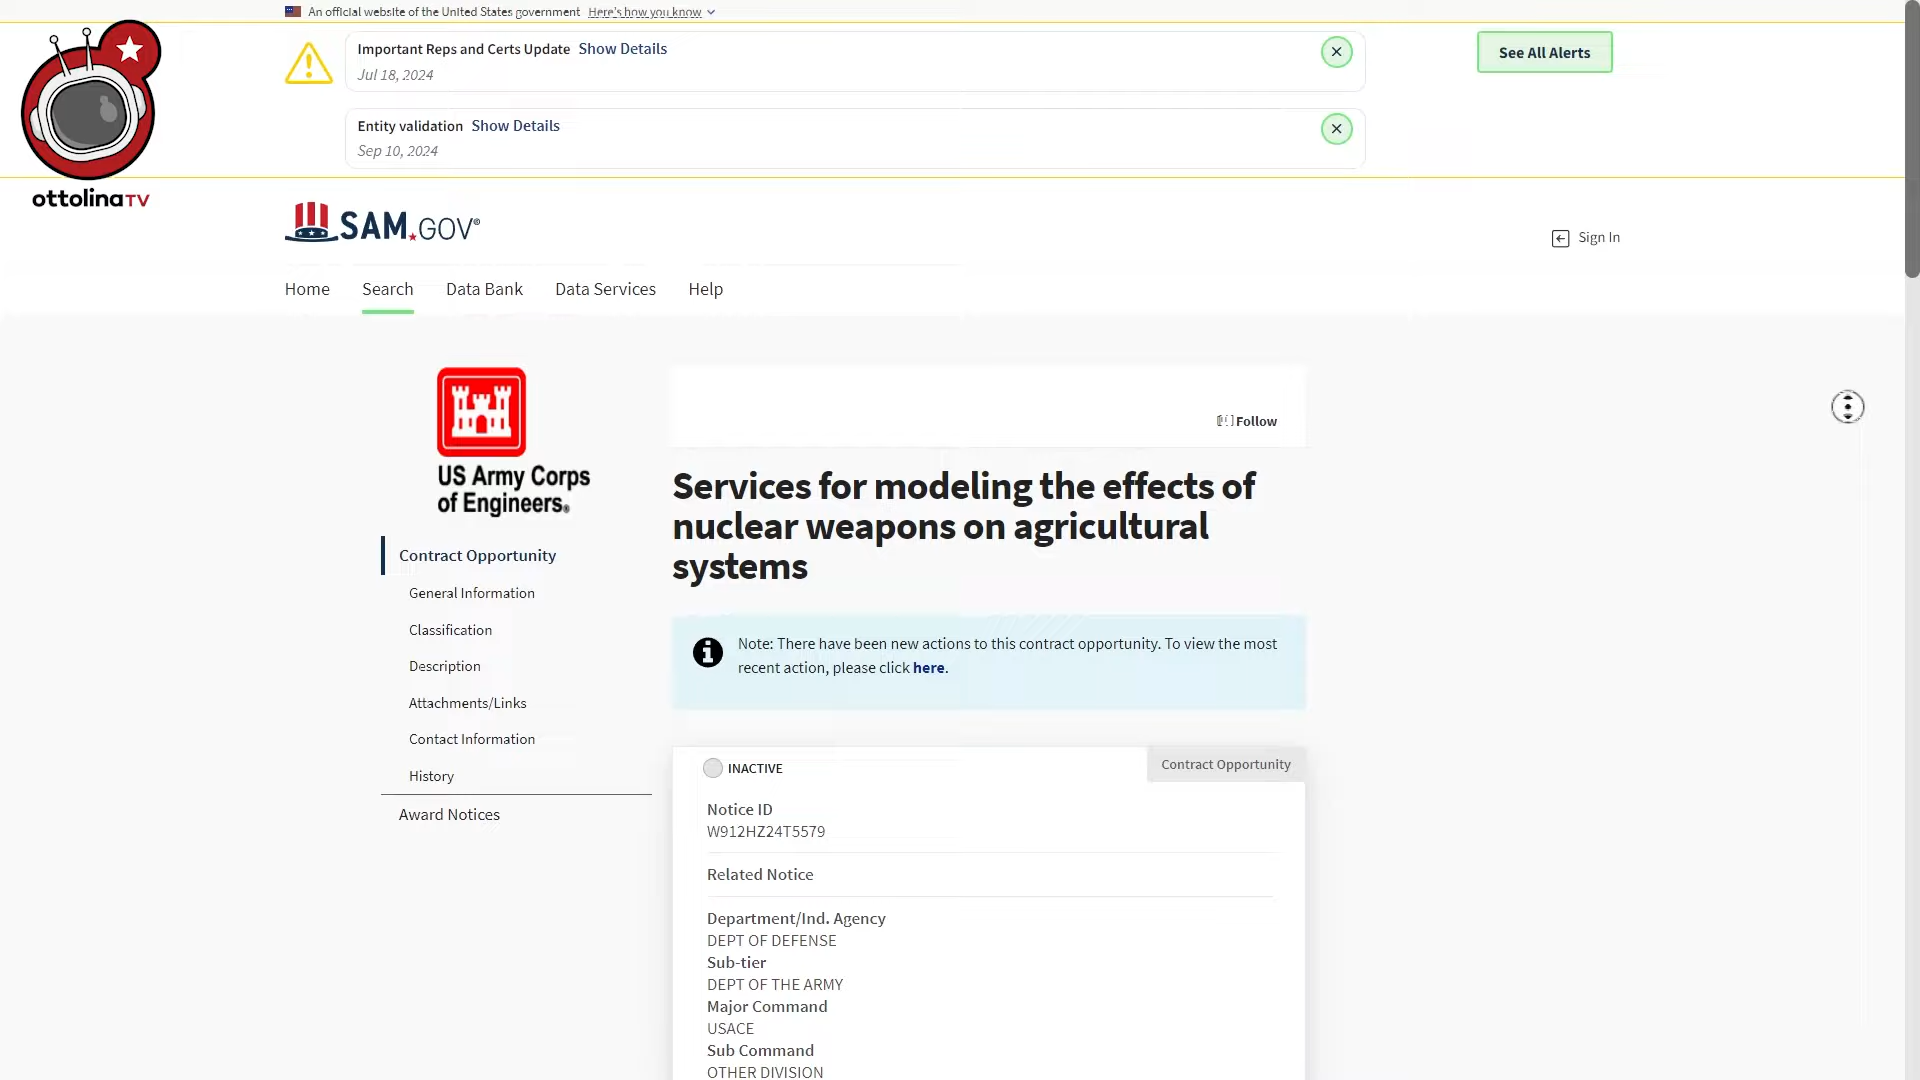 An official website of the United States government Here's how you know
Important Reps and Certs Update Show Details
Jul 18, 2024
See All Alerts
Entity validation Show Details
Sep 10, 2024
ottolinaTV
SAM.GOV®
Sign In
Home Search Data Bank Data Services Help
Follow
US Army Corps
of Engineers®
Services for modeling the effects of
nuclear weapons on agricultural
systems
Contract Opportunity
General Information
Classification
Description
Attachments/Links
Contact Information
History
Award Notices
Note: There have been new actions to this contract opportunity. To view the most
recent action, please click here.
INACTIVE
Contract Opportunity
Notice ID
W912HZ24T5579
Related Notice
Department/Ind. Agency
DEPT OF DEFENSE
Sub-tier
DEPT OF THE ARMY
Major Command
USACE
Sub Command
OTHER DIVISION